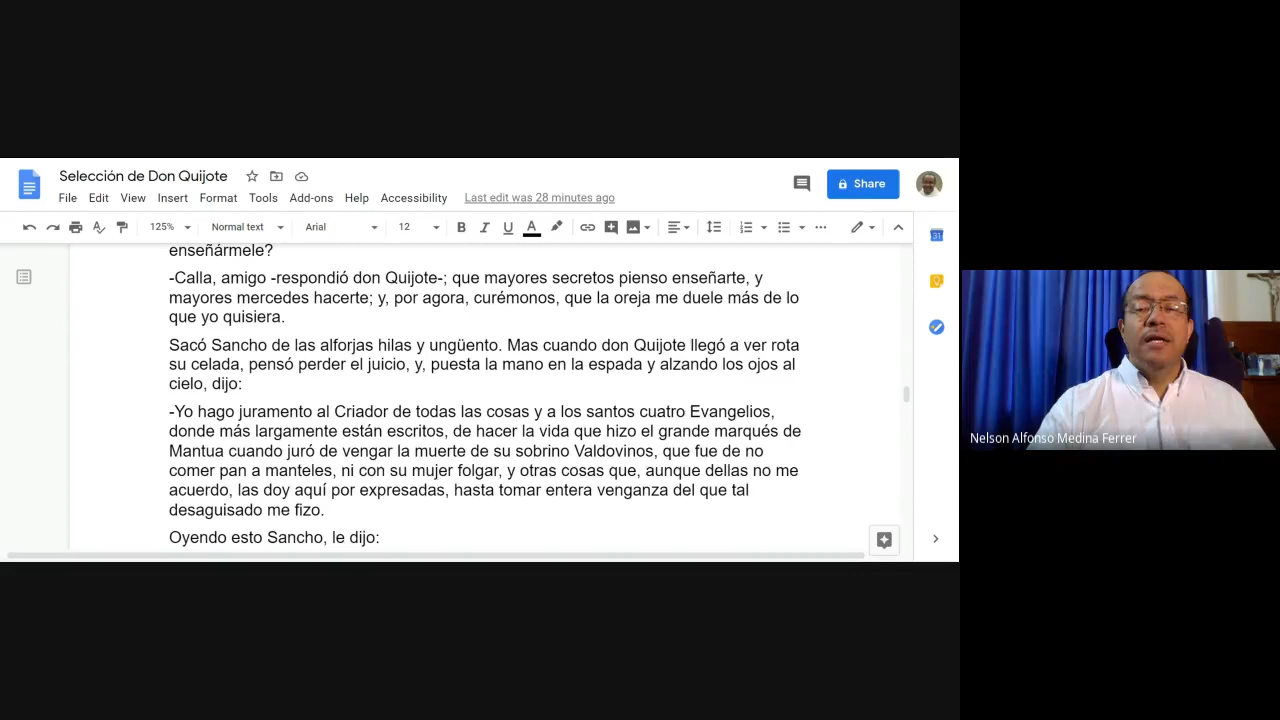 Selección de Don Quijote
File Edit View Insert Format Tools Add-ons Help Accessibility Last edit was 28 minutes ago
Share
125% Normal text Arial 12
enseñármele?
-Calla, amigo -respondió don Quijote-; que mayores secretos pienso enseñarte, y
mayores mercedes hacerte; y, por agora, curémonos, que la oreja me duele más de lo
que yo quisiera.
Sacó Sancho de las alforjas hilas y ungüento. Mas cuando don Quijote llegó a ver rota
su celada, pensó perder el juicio, y, puesta la mano en la espada y alzando los ojos al
cielo, dijo:
-Yo hago juramento al Criador de todas las cosas y a los santos cuatro Evangelios,
donde más largamente están escritos, de hacer la vida que hizo el grande marqués de
Mantua cuando juró de vengar la muerte de su sobrino Valdovinos, que fue de no
comer pan a manteles, ni con su mujer folgar, y otras cosas que, aunque dellas no me
acuerdo, las doy aquí por expresadas, hasta tomar entera venganza del que tal
desaguisado me fizo.
Oyendo esto Sancho, le dijo:
Nelson Alfonso Medina Ferrer